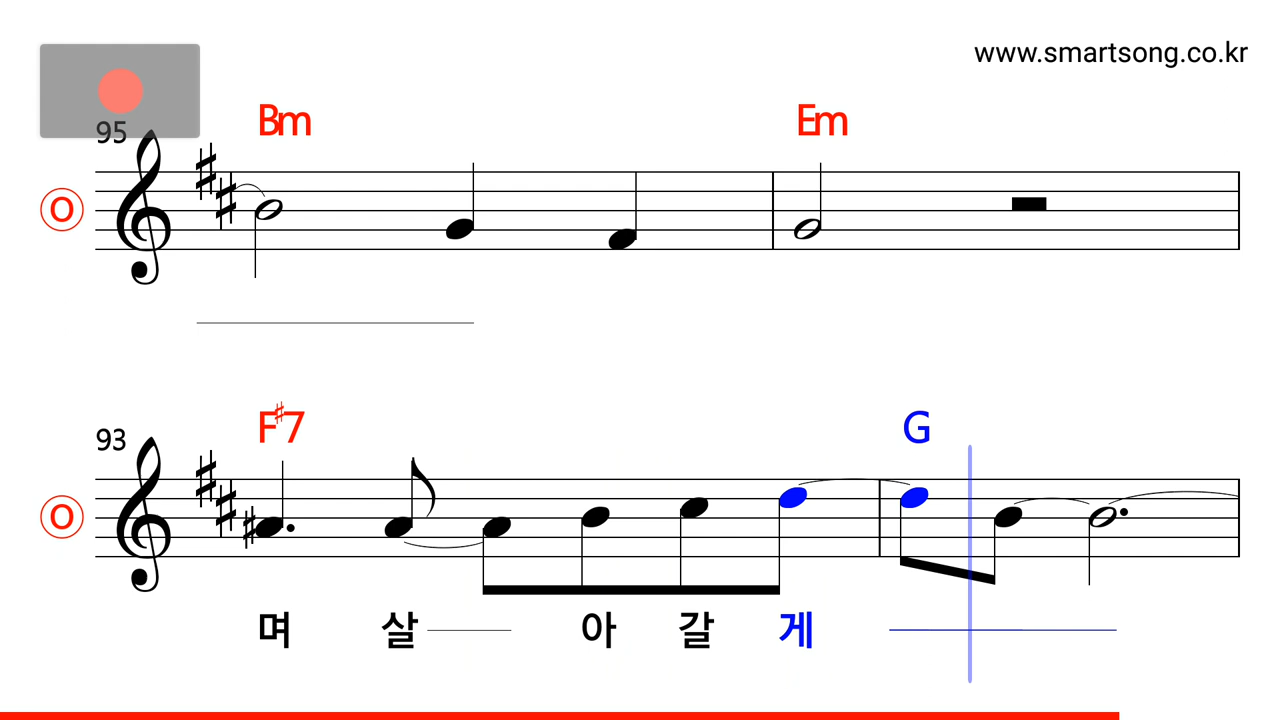 www.smartsong.co.kr
95
Bm Em
O
93
F#7 G
O
며 살 아 갈 게